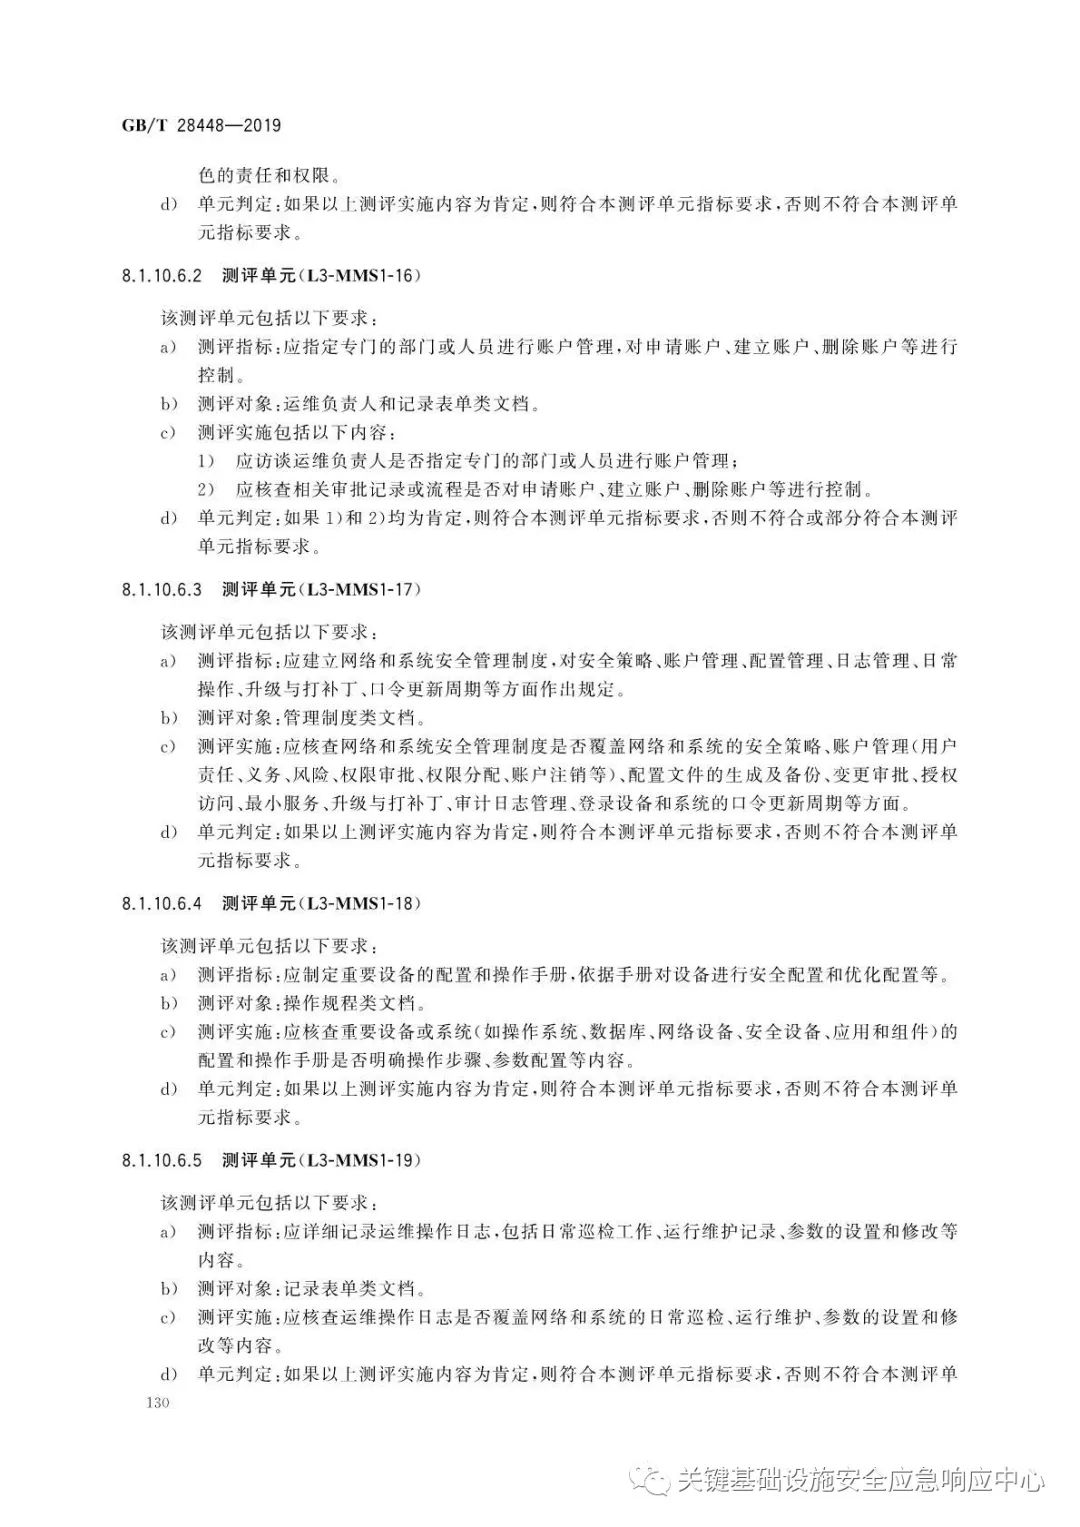 GB/T 28448—2019
色的责任和权限。
d) 单元判定:如果以上测评实施内容为肯定,则符合本测评单元指标要求,否则不符合本测评单
元指标要求。
8.1.10.6.2 测评单元(L3-MMS1-16)
该测评单元包括以下要求:
a) 测评指标:应指定专门的部门或人员进行账户管理,对申请账户、建立账户、删除账户等进行
控制。
b) 测评对象:运维负责人和记录表单类文档。
c) 测评实施包括以下内容:
1) 应访谈运维负责人是否指定专门的部门或人员进行账户管理;
2) 应核查相关审批记录或流程是否对申请账户、建立账户、删除账户等进行控制。
d) 单元判定:如果 1)和 2)均为肯定,则符合本测评单元指标要求,否则不符合或部分符合本测评
单元指标要求。
8.1.10.6.3 测评单元(L3-MMS1-17)
该测评单元包括以下要求:
a) 测评指标:应建立网络和系统安全管理制度,对安全策略、账户管理、配置管理、日志管理、日常
操作、升级与打补丁、口令更新周期等方面作出规定。
b) 测评对象:管理制度类文档。
c) 测评实施:应核查网络和系统安全管理制度是否覆盖网络和系统的安全策略、账户管理(用户
责任、义务、风险、权限审批、权限分配、账户注销等)、配置文件的生成及备份、变更审批、授权
访问、最小服务、升级与打补丁、审计日志管理、登录设备和系统的口令更新周期等方面。
d) 单元判定:如果以上测评实施内容为肯定,则符合本测评单元指标要求,否则不符合本测评单
元指标要求。
8.1.10.6.4 测评单元(L3-MMS1-18)
该测评单元包括以下要求:
a) 测评指标:应制定重要设备的配置和操作手册,依据手册对设备进行安全配置和优化配置等。
b) 测评对象:操作规程类文档。
c) 测评实施:应核查重要设备或系统(如操作系统、数据库、网络设备、安全设备、应用和组件)的
配置和操作手册是否明确操作步骤、参数配置等内容。
d) 单元判定:如果以上测评实施内容为肯定,则符合本测评单元指标要求,否则不符合本测评单
元指标要求。
8.1.10.6.5 测评单元(L3-MMS1-19)
该测评单元包括以下要求:
a) 测评指标:应详细记录运维操作日志,包括日常巡检工作、运行维护记录、参数的设置和修改等
内容。
b) 测评对象:记录表单类文档。
c) 测评实施:应核查运维操作日志是否覆盖网络和系统的日常巡检、运行维护、参数的设置和修
改等内容。
d) 单元判定:如果以上测评实施内容为肯定,则符合本测评单元指标要求,否则不符合本测评单
130
关键基础设施安全应急响应中心